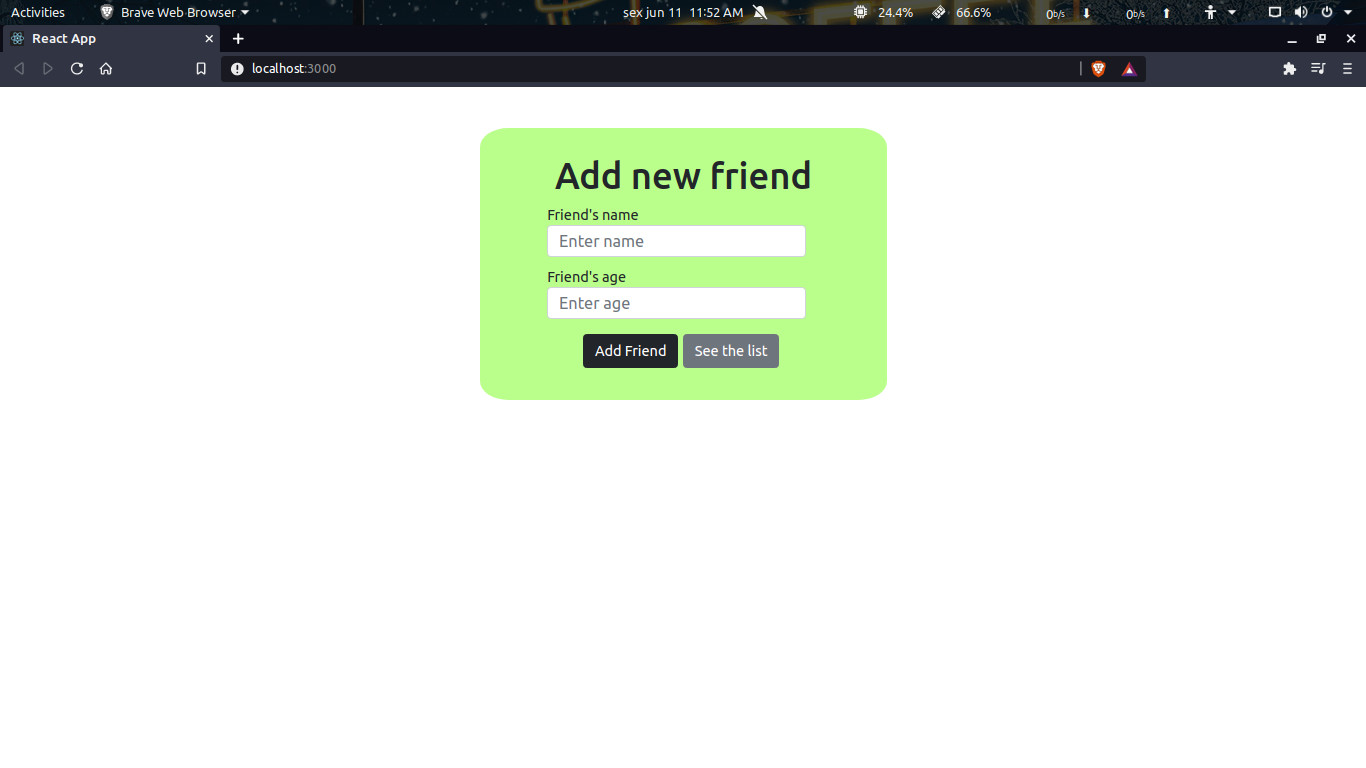 Activities Brave Web Browser sex jun 11 11:52 AM 24.4% 66.6% 0b/s 0b/s
React App
localhost:3000
Add new friend
Friend's name
Enter name
Friend's age
Enter age
Add Friend See the list